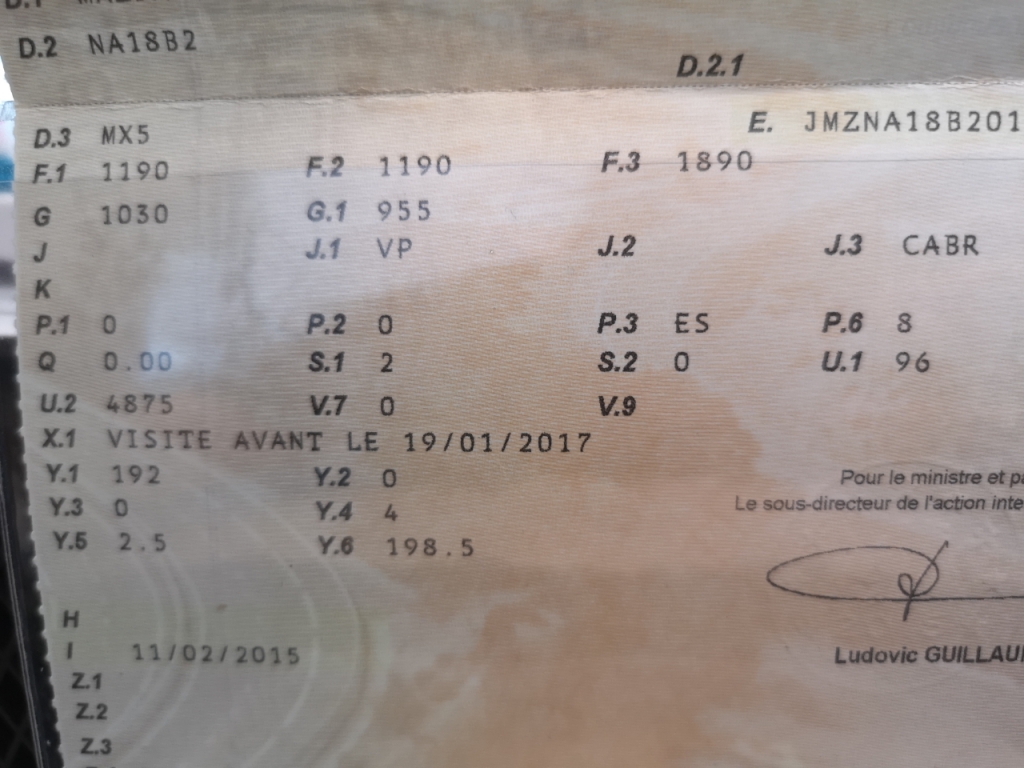 D.1
D.2 NA18B2
D.2.1
D.3 MX5
E. JMZNA18B201
F.1 1190 F.2 1190 F.3 1890
G 1030 G.1 955
J J.1 VP J.2 J.3 CABR
K
P.1 0 P.2 0 P.3 ES P.6 8
Q 0.00 S.1 2 S.2 0 U.1 96
U.2 4875 V.7 0 V.9
X.1 VISITE AVANT LE 19/01/2017
Y.1 192 Y.2 0
Y.3 0 Y.4 4
Y.5 2.5 Y.6 198.5
Pour le ministre et pa
Le sous-directeur de l'action inte
H
I 11/02/2015
Ludovic GUILLAU
Z.1
Z.2
Z.3